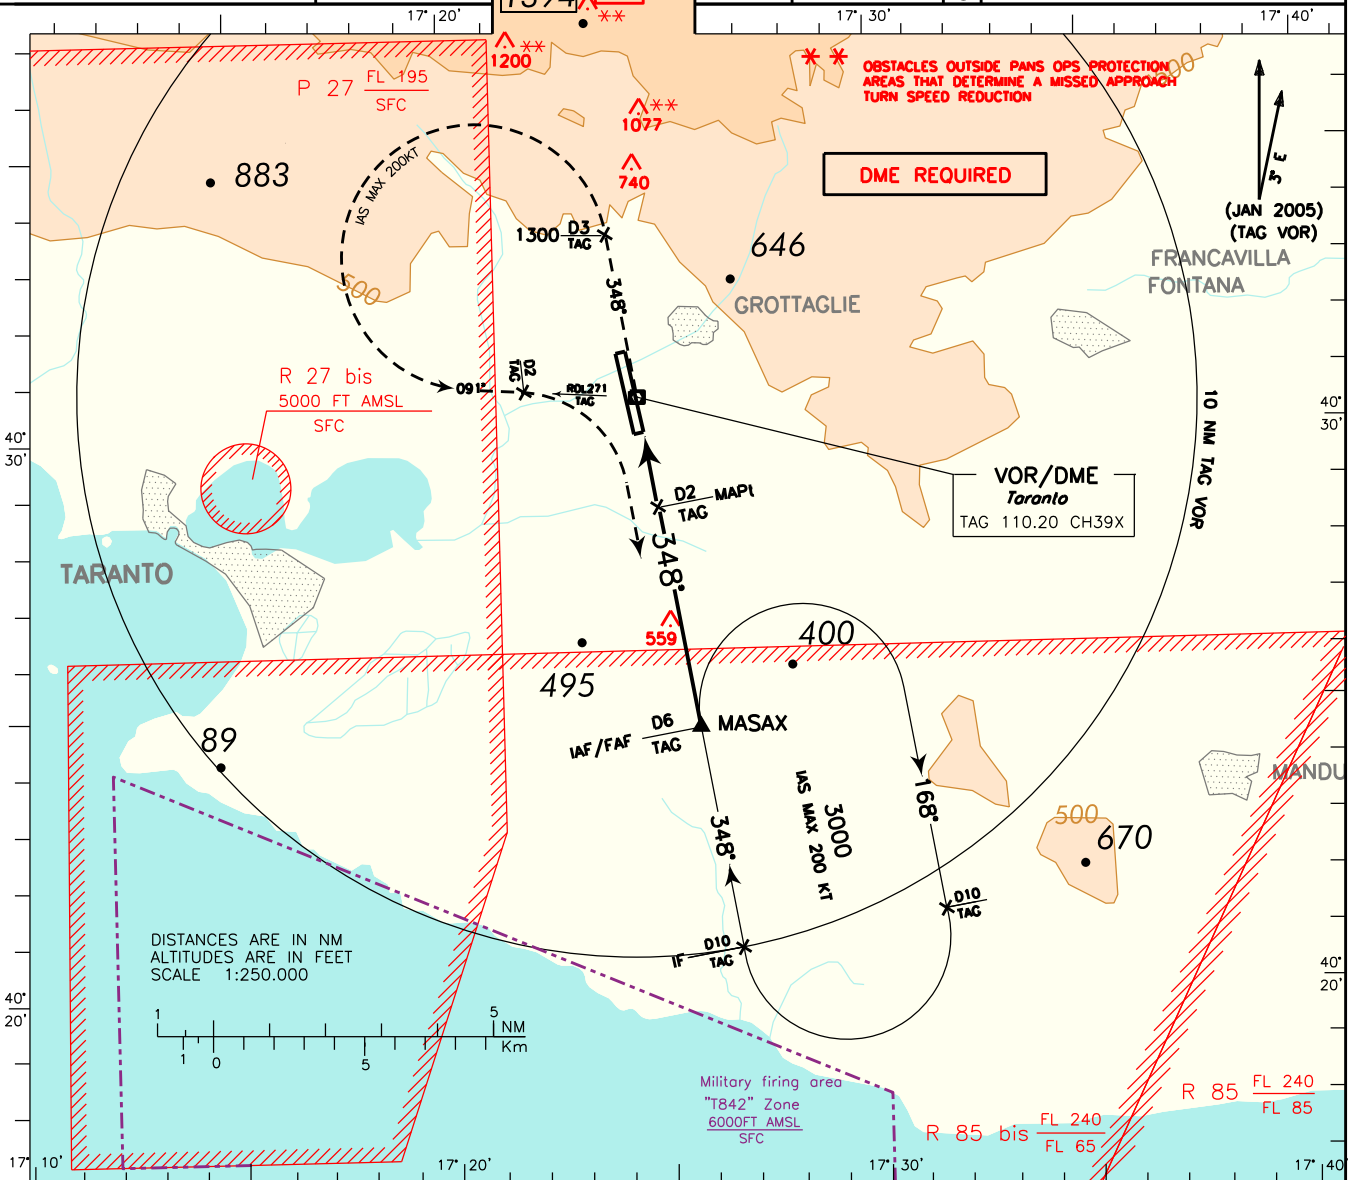 17° 20'
1394
**
17° 30'
17° 40'
1200 **
P 27 FL 195
SFC
* *
OBSTACLES OUTSIDE PANS OPS PROTECTION
AREAS THAT DETERMINE A MISSED APPROACH
TURN SPEED REDUCTION
500
**
1077
IAS MAX 200KT
883
740
DME REQUIRED
3° E
(JAN 2005)
(TAG VOR)
1300 D3
TAG
646
FRANCAVILLA
FONTANA
500
348°
GROTTAGLIE
R 27 bis
5000 FT AMSL
SFC
D2
TAG
091°
RDL271
TAG
10 NM TAG VOR
40°
30'
40°
30'
VOR/DME
Taranto
TAG 110.20 CH39X
D2
TAG
MAPt
348°
TARANTO
559
400
495
D6
TAG
MASAX
IAF/FAF
89
MANDU
IAS MAX 200 KT
3000
168°
348°
500
670
D10
TAG
D10
TAG
IF
DISTANCES ARE IN NM
ALTITUDES ARE IN FEET
SCALE 1:250.000
40°
20'
40°
20'
1 5 NM
1 0 5 Km
Military firing area
"T842" Zone
6000FT AMSL
SFC
R 85 FL 240
FL 85
R 85 bis FL 240
FL 65
17° 10'
17° 20'
17° 30'
17° 40'